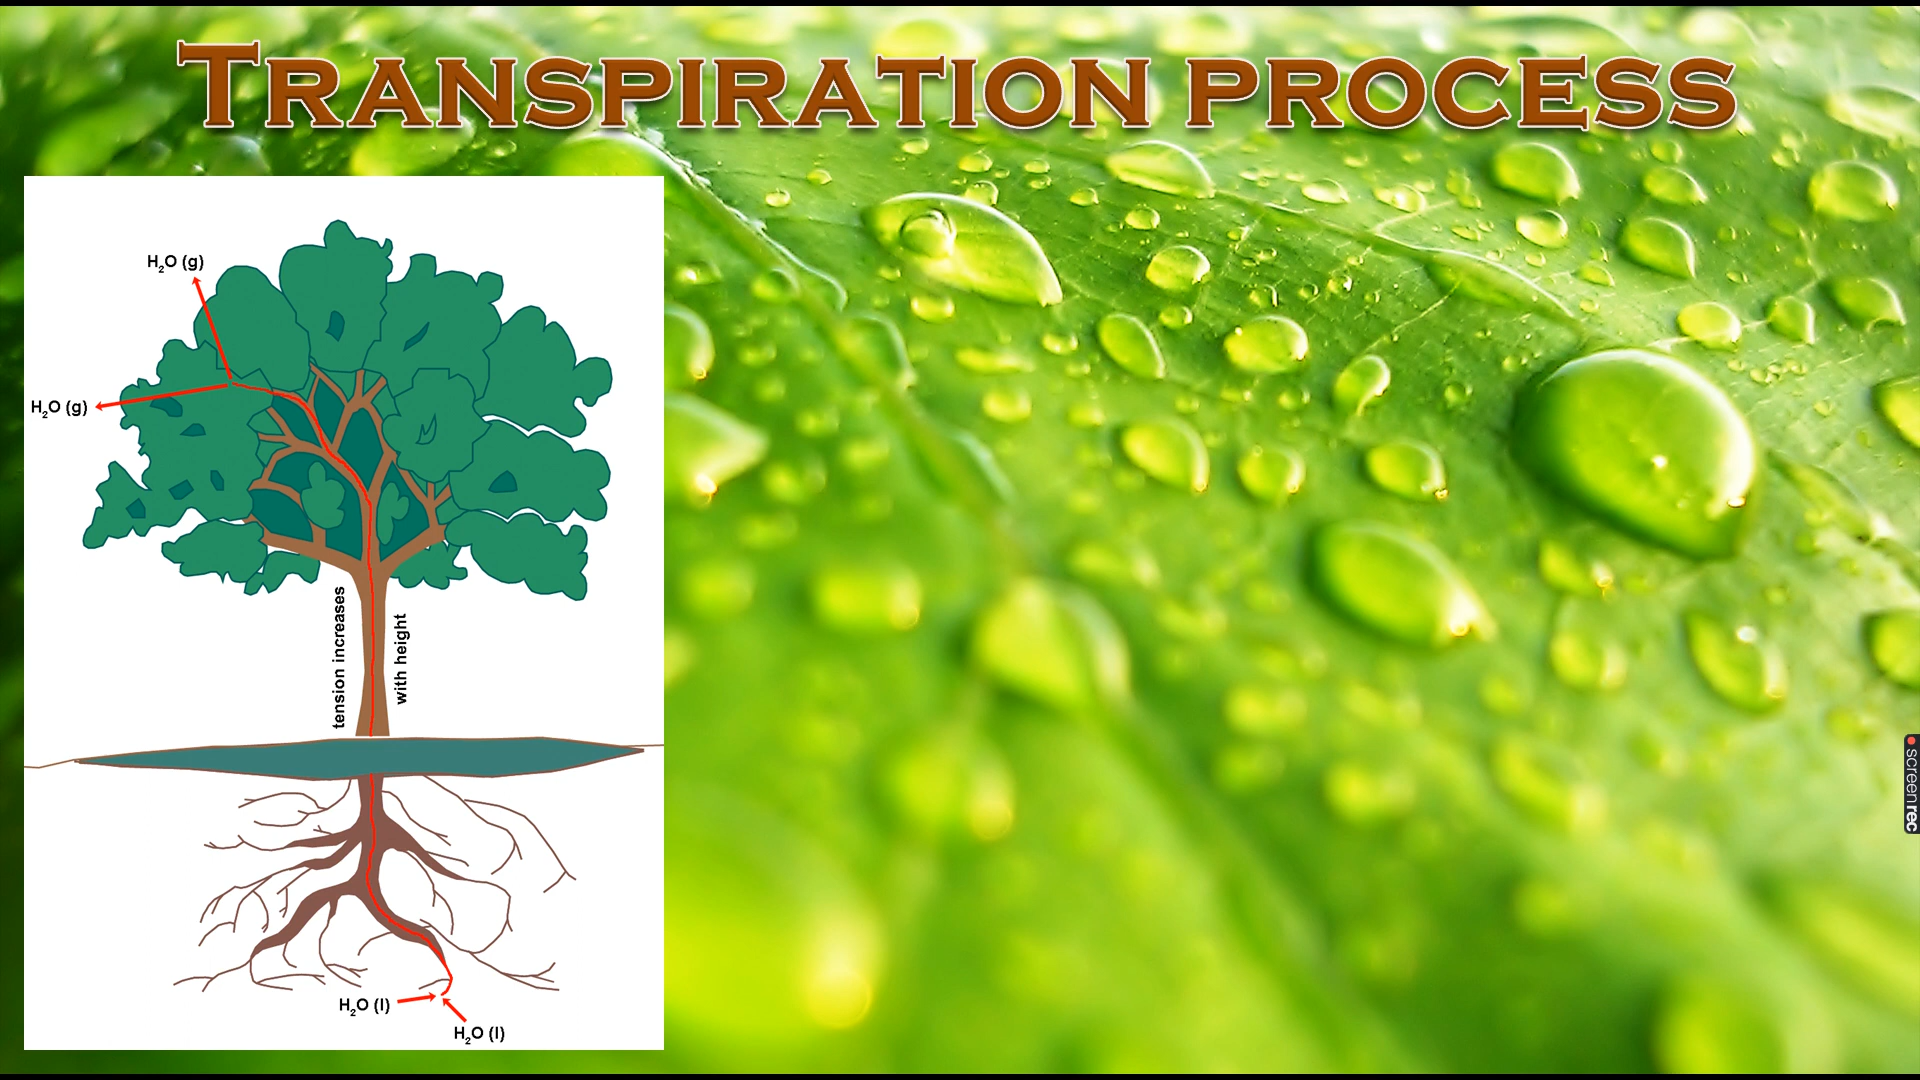 TRANSPIRATION PROCESS
H₂O (g)
H₂O (g)
tension increases
with height
H₂O (l)
H₂O (l)
screenrec